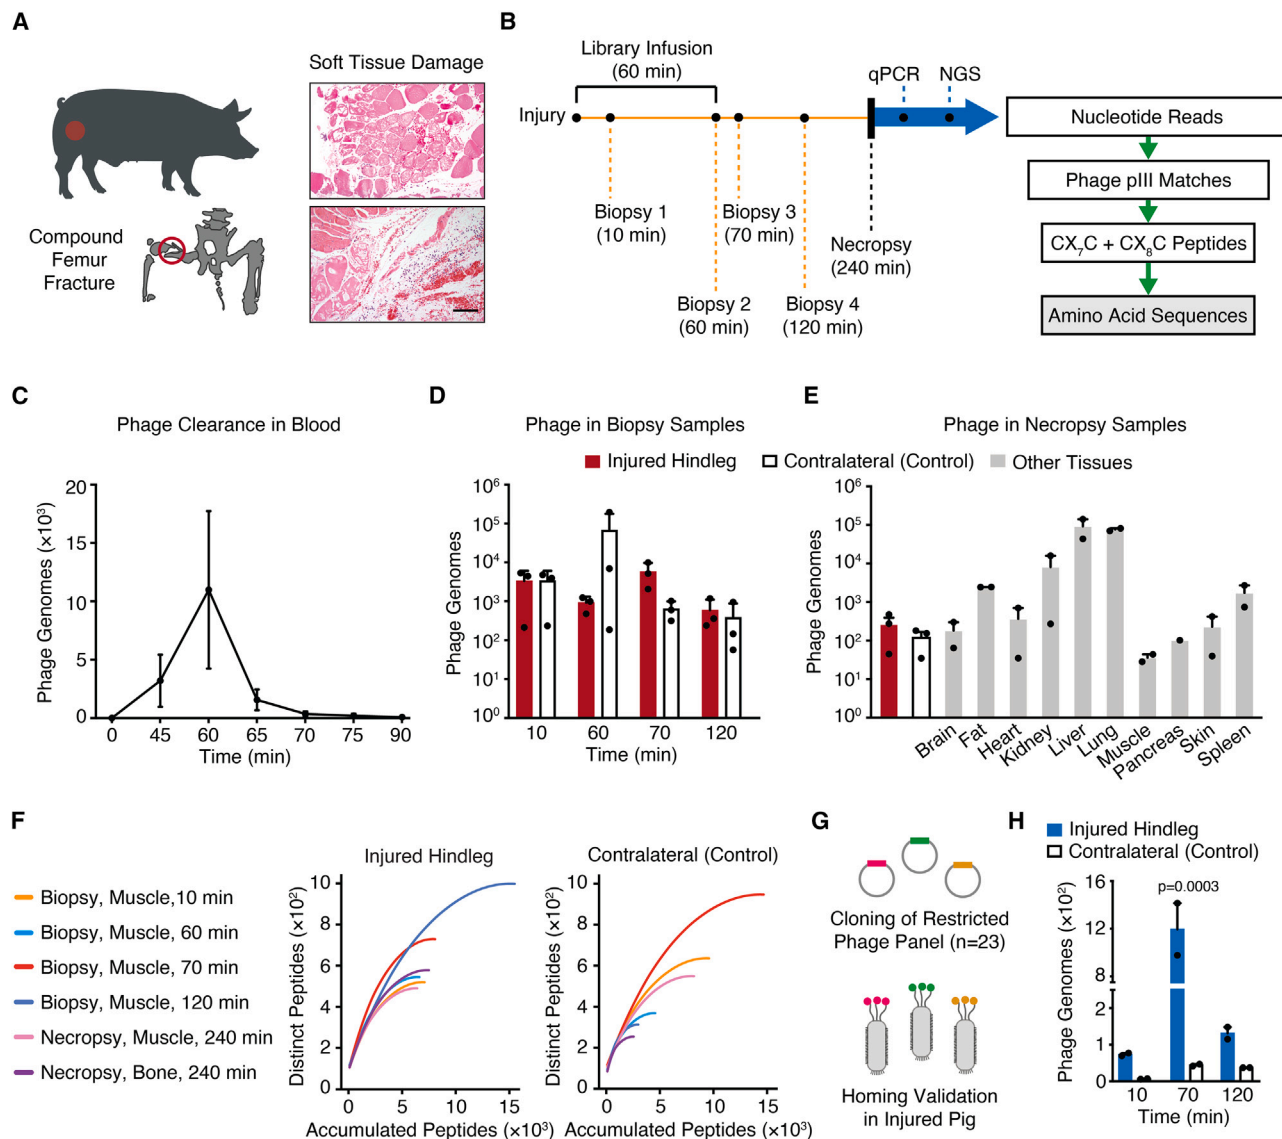 A
Soft Tissue Damage
Compound
Femur
Fracture
B
Library Infusion
(60 min)
Injury
qPCR
NGS
Biopsy 1
(10 min)
Biopsy 2
(60 min)
Biopsy 3
(70 min)
Biopsy 4
(120 min)
Necropsy
(240 min)
Nucleotide Reads
Phage pIII Matches
CX₇C + CX₈C Peptides
Amino Acid Sequences
C
Phage Clearance in Blood
Phage Genomes (×10³)
20
15
10
5
0
0 45 60 65 70 75 90
Time (min)
D
Phage in Biopsy Samples
Injured Hindleg
Contralateral (Control)
Other Tissues
Phage Genomes
10⁶
10⁵
10⁴
10³
10²
10¹
10⁰
10 60 70 120
Time (min)
E
Phage in Necropsy Samples
Phage Genomes
10⁶
10⁵
10⁴
10³
10²
10¹
10⁰
Brain
Fat
Heart
Kidney
Liver
Lung
Muscle
Pancreas
Skin
Spleen
F
Biopsy, Muscle,10 min
Biopsy, Muscle, 60 min
Biopsy, Muscle, 70 min
Biopsy, Muscle, 120 min
Necropsy, Muscle, 240 min
Necropsy, Bone, 240 min
Injured Hindleg
Distinct Peptides (×10²)
10
8
6
4
2
0
0 5 10 15
Accumulated Peptides (×10³)
Contralateral (Control)
Distinct Peptides (×10²)
10
8
6
4
2
0
0 5 10 15
Accumulated Peptides (×10³)
G
Cloning of Restricted
Phage Panel (n=23)
Homing Validation
in Injured Pig
H
Injured Hindleg
Contralateral (Control)
Phage Genomes (×10²)
16
12
8
2
1
0
p=0.0003
10 70 120
Time (min)